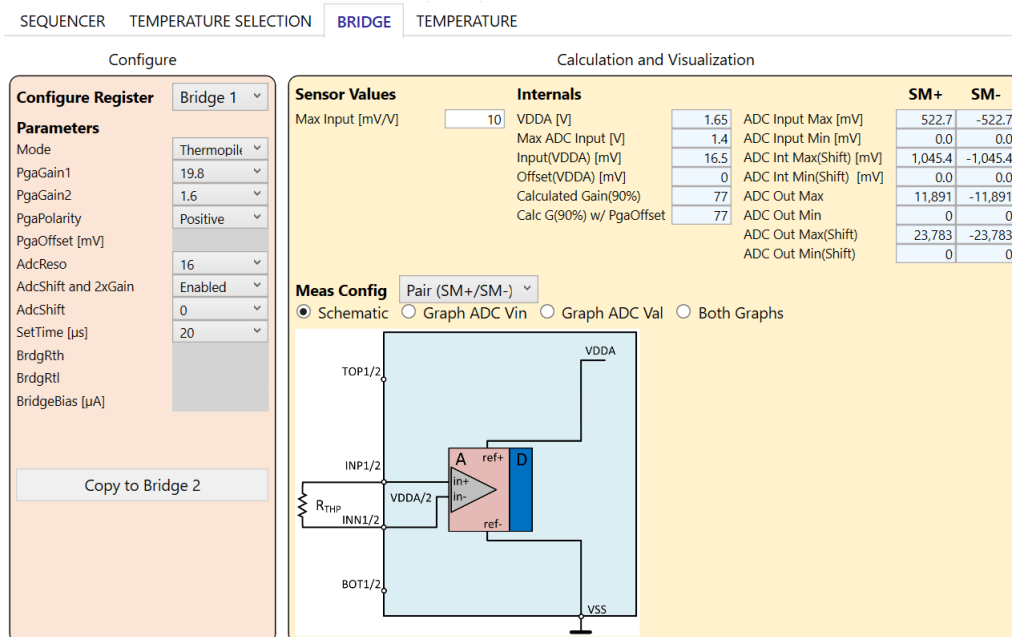 SEQUENCER TEMPERATURE SELECTION BRIDGE TEMPERATURE
Configure
Configure Register Bridge 1
Parameters
Mode Thermopile
PgaGain1 19.8
PgaGain2 1.6
PgaPolarity Positive
PgaOffset [mV]
AdcReso 16
AdcShift and 2xGain Enabled
AdcShift 0
SetTime [µs] 20
BrdgRth
BrdgRtl
BridgeBias [µA]
Copy to Bridge 2
Calculation and Visualization
Sensor Values
Max Input [mV/V] 10
Internals
VDDA [V] 1.65
Max ADC Input [V] 1.4
Input(VDDA) [mV] 16.5
Offset(VDDA) [mV] 0
Calculated Gain(90%) 77
Calc G(90%) w/ PgaOffset 77
SM+ SM-
ADC Input Max [mV] 522.7 -522.7
ADC Input Min [mV] 0.0 0.0
ADC Int Max(Shift) [mV] 1,045.4 -1,045.4
ADC Int Min(Shift) [mV] 0.0 0.0
ADC Out Max 11,891 -11,891
ADC Out Min 0 0
ADC Out Max(Shift) 23,783 -23,783
ADC Out Min(Shift) 0 0
Meas Config Pair (SM+/SM-)
Schematic Graph ADC Vin Graph ADC Val Both Graphs
VDDA
TOP1/2
INP1/2
A ref+ D
in+
VDDA/2 in-
RTHP
INN1/2
ref-
BOT1/2
VSS